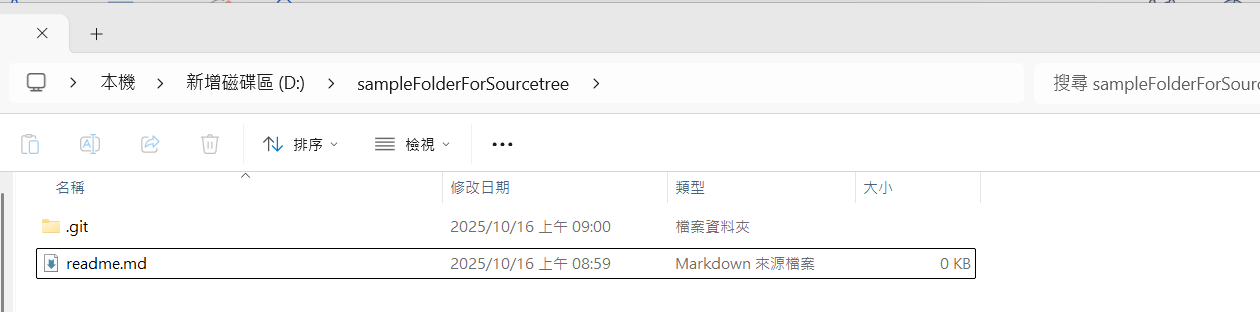 本機 > 新增磁碟區 (D:) > sampleFolderForSourcetree >
搜尋 sampleFolderForSourc
排序 檢視 •••
名稱 修改日期 類型 大小
.git 2025/10/16 上午 09:00 檔案資料夾
readme.md 2025/10/16 上午 08:59 Markdown 來源檔案 0 KB